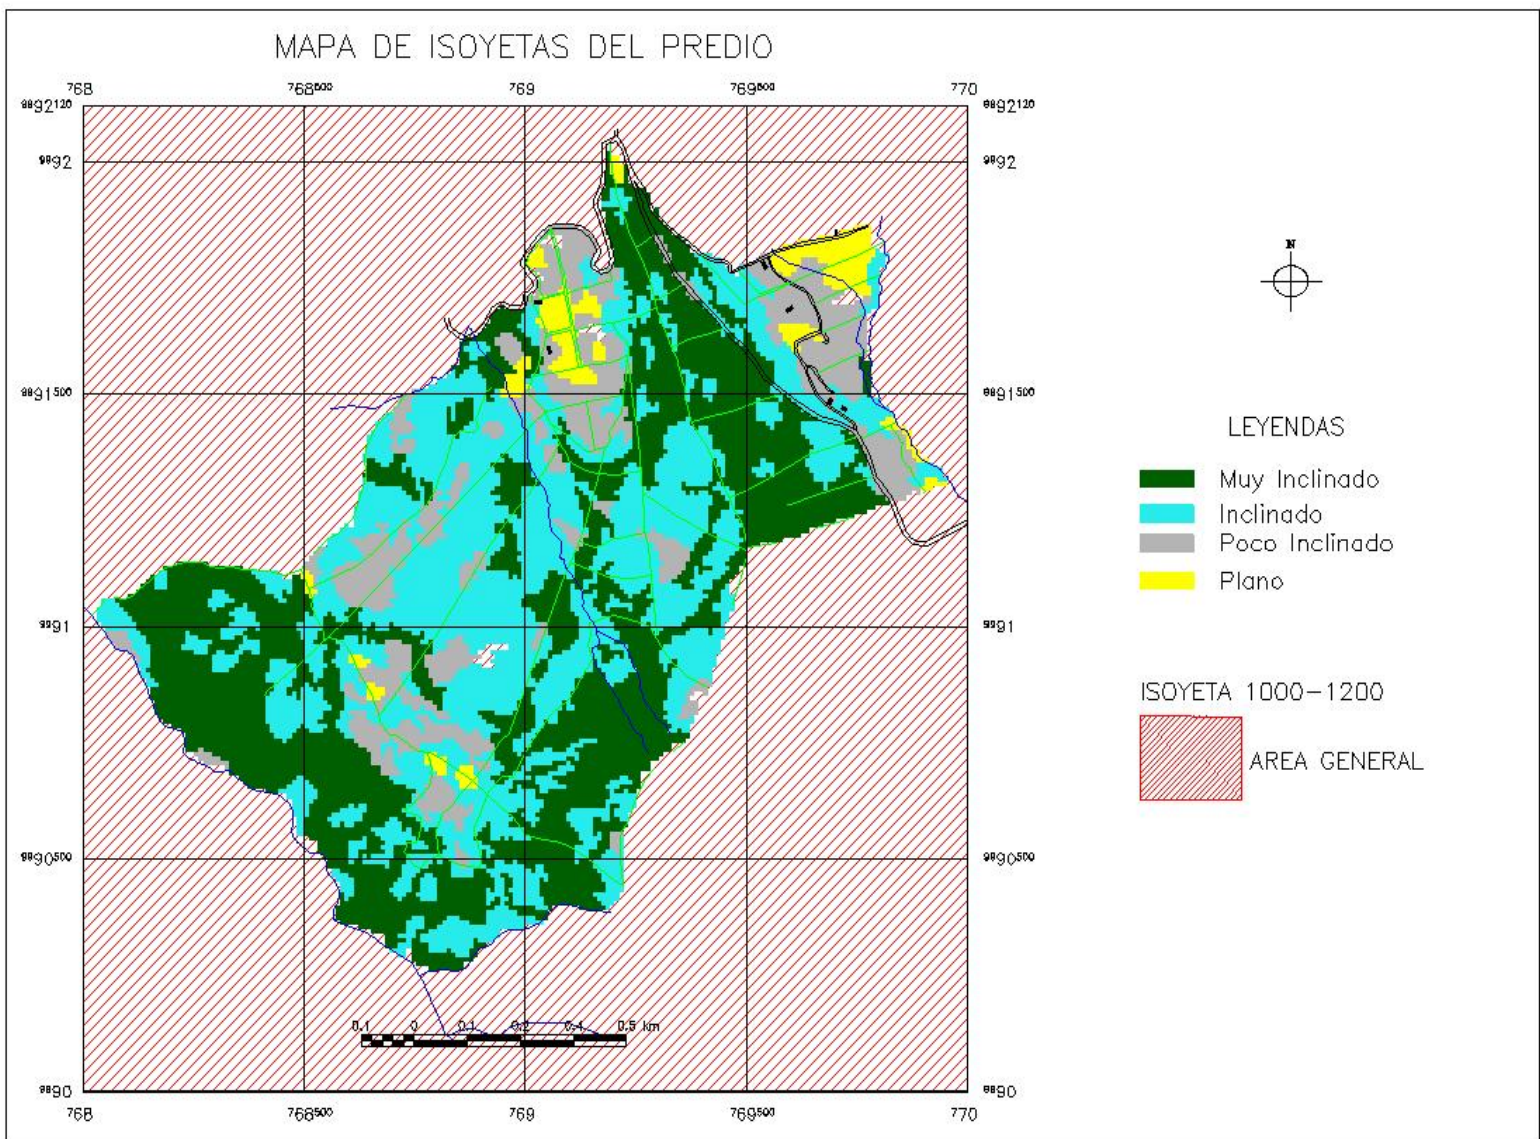 MAPA DE ISOYETAS DEL PREDIO
768 768500 769 769500 770
9892120 9892120
9892 9892
9891500 9891500
N
LEYENDAS
Muy Inclinado
Inclinado
Poco Inclinado
Plano
9891 9891
ISOYETA 1000-1200
AREA GENERAL
9890500 9890500
0.1 0 0.1 0.2 0.4 0.5 km
9890 9890
768 768500 769 769500 770